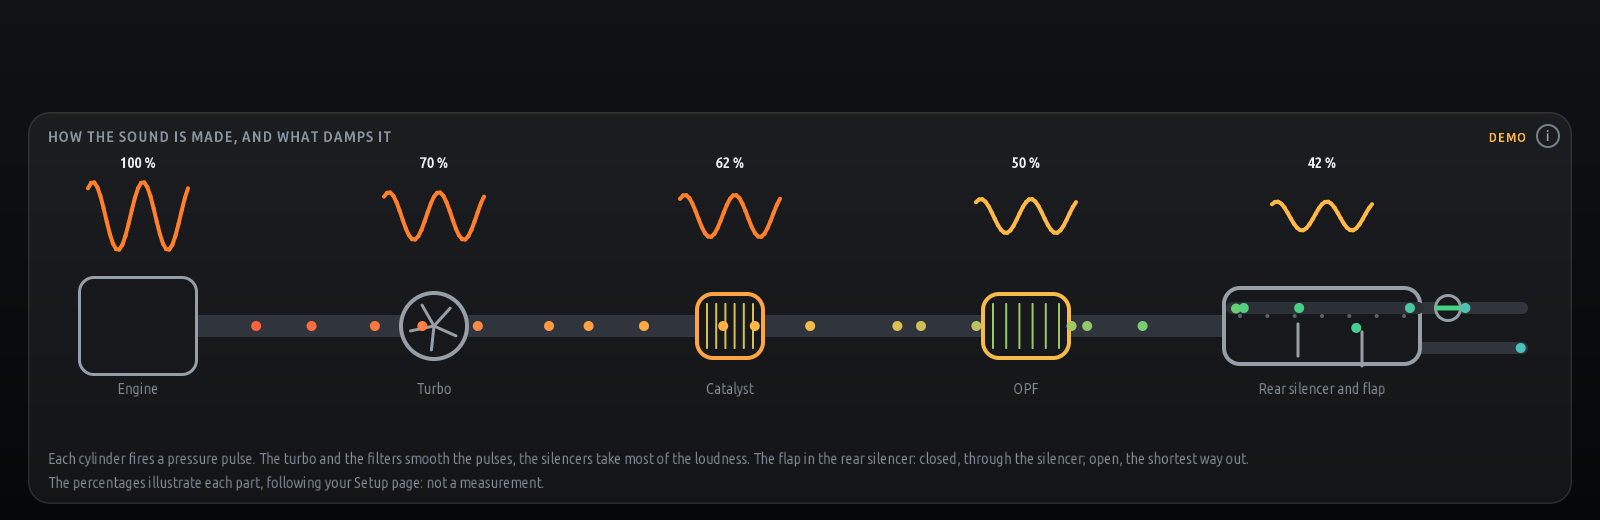 HOW THE SOUND IS MADE, AND WHAT DAMPS IT
DEMO
i
100 %
70 %
62 %
50 %
42 %
Engine
Turbo
Catalyst
OPF
Rear silencer and flap
Each cylinder fires a pressure pulse. The turbo and the filters smooth the pulses, the silencers take most of the loudness. The flap in the rear silencer: closed, through the silencer; open, the shortest way out.
The percentages illustrate each part, following your Setup page: not a measurement.